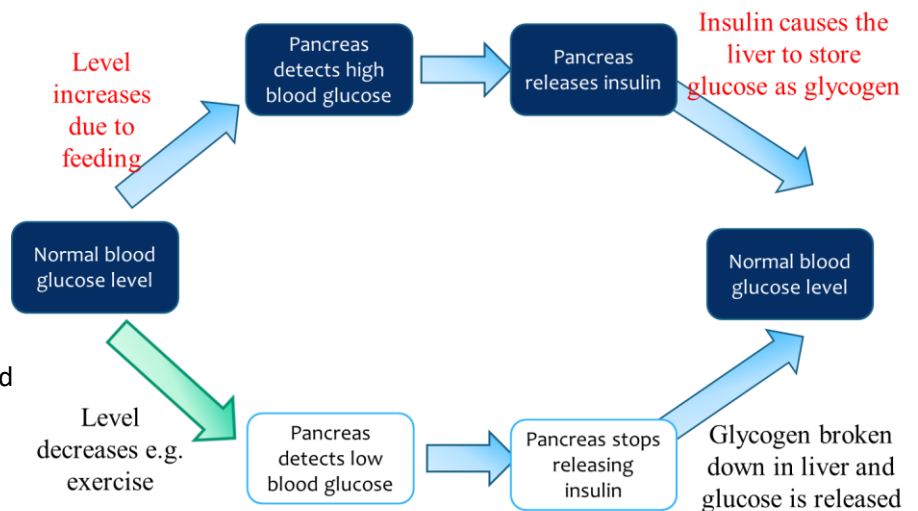 Level
increases
due to
feeding
Pancreas
detects high
blood glucose
Pancreas
releases insulin
Insulin causes the
liver to store
glucose as glycogen
Normal blood
glucose level
Normal blood
glucose level
d
Level
decreases e.g.
exercise
Pancreas
detects low
blood glucose
Pancreas stops
releasing
insulin
Glycogen broken
down in liver and
glucose is released